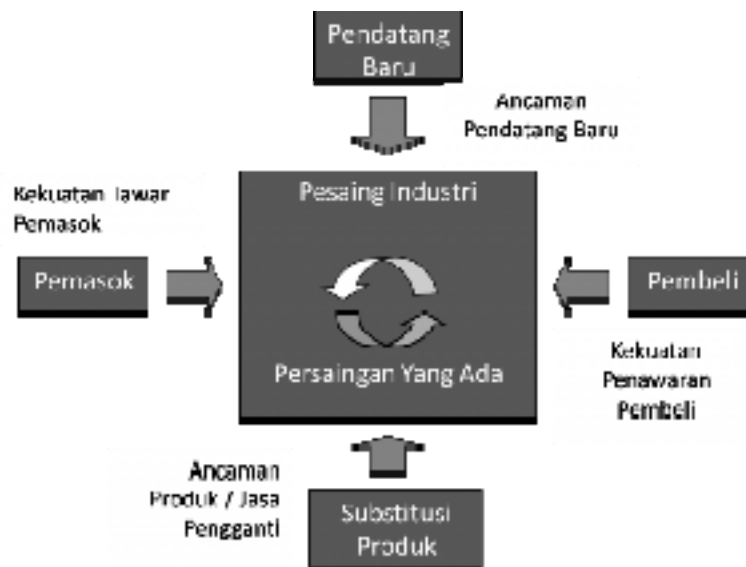 Pendatang
Baru
Ancaman
Pendatang Baru
Kekuatan Tawar
Pemasok
Pesaing Industri
Pemasok
Pembeli
Persaingan Yang Ada
Kekuatan
Penawaran
Pembeli
Ancaman
Produk / Jasa
Pengganti
Substitusi
Produk